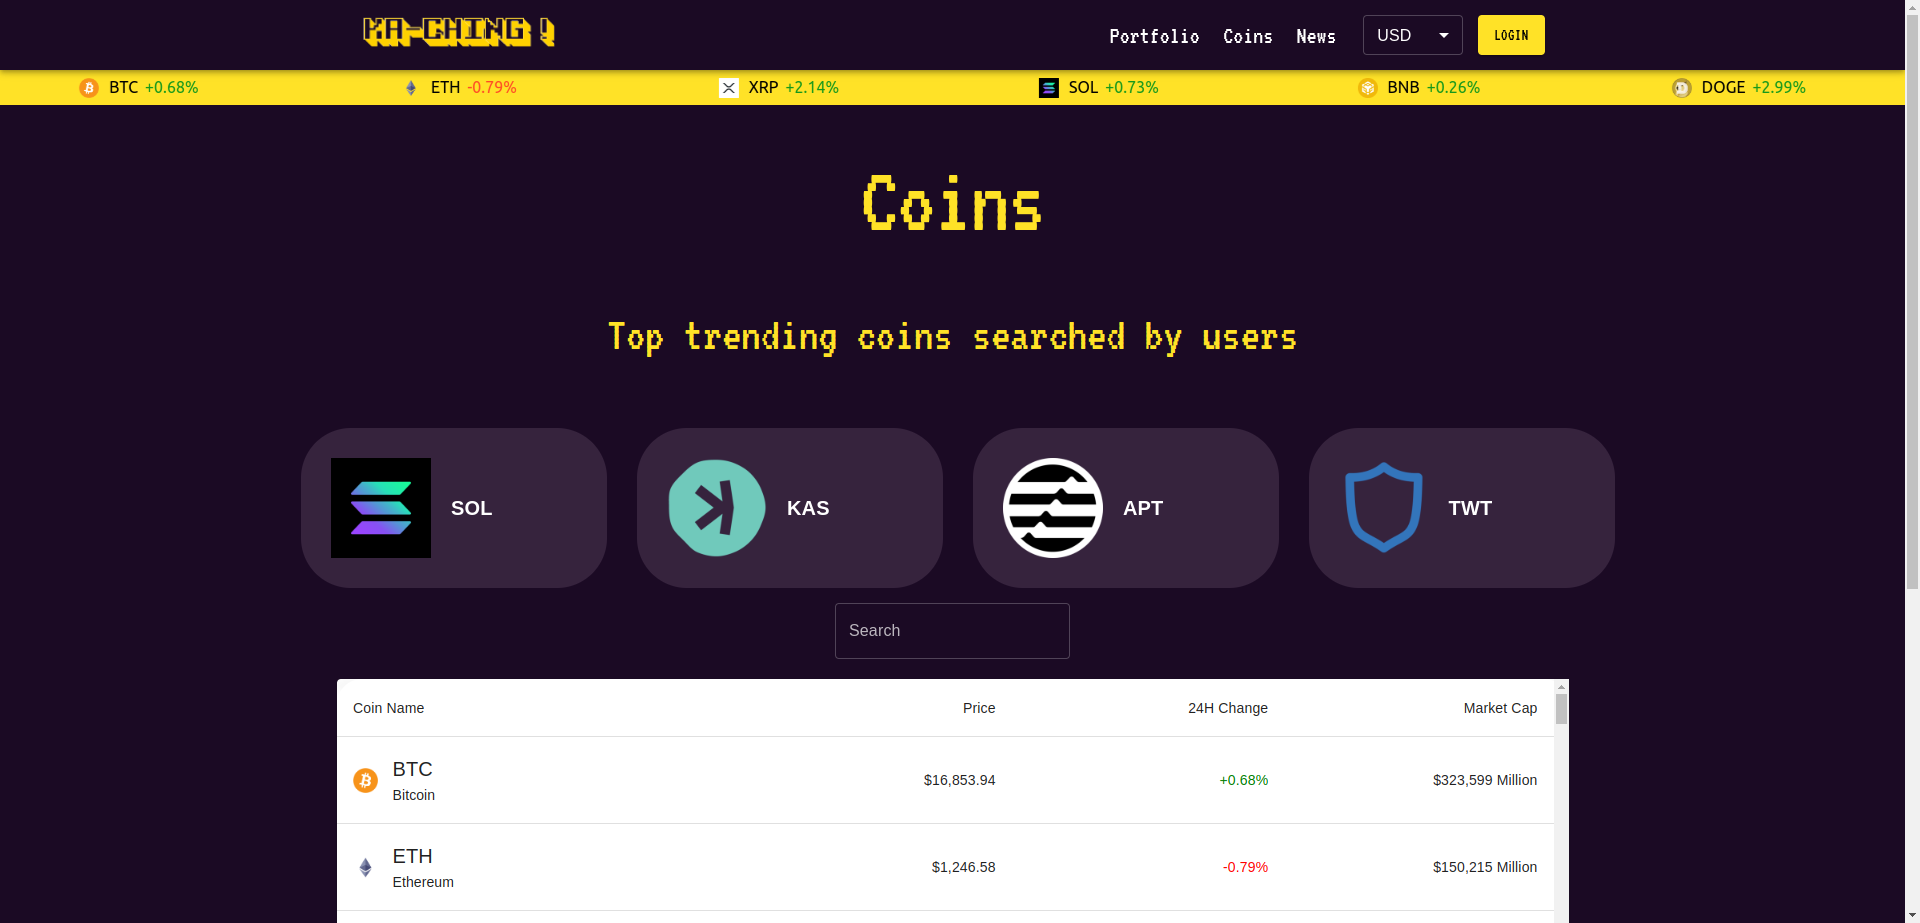 KA-CHING !
Portfolio Coins News USD LOGIN
BTC +0.68% ETH -0.79% XRP +2.14% SOL +0.73% BNB +0.26% DOGE +2.99%
Coins
Top trending coins searched by users
SOL KAS APT TWT
Search
Coin Name Price 24H Change Market Cap
BTC
Bitcoin $16,853.94 +0.68% $323,599 Million
ETH
Ethereum $1,246.58 -0.79% $150,215 Million